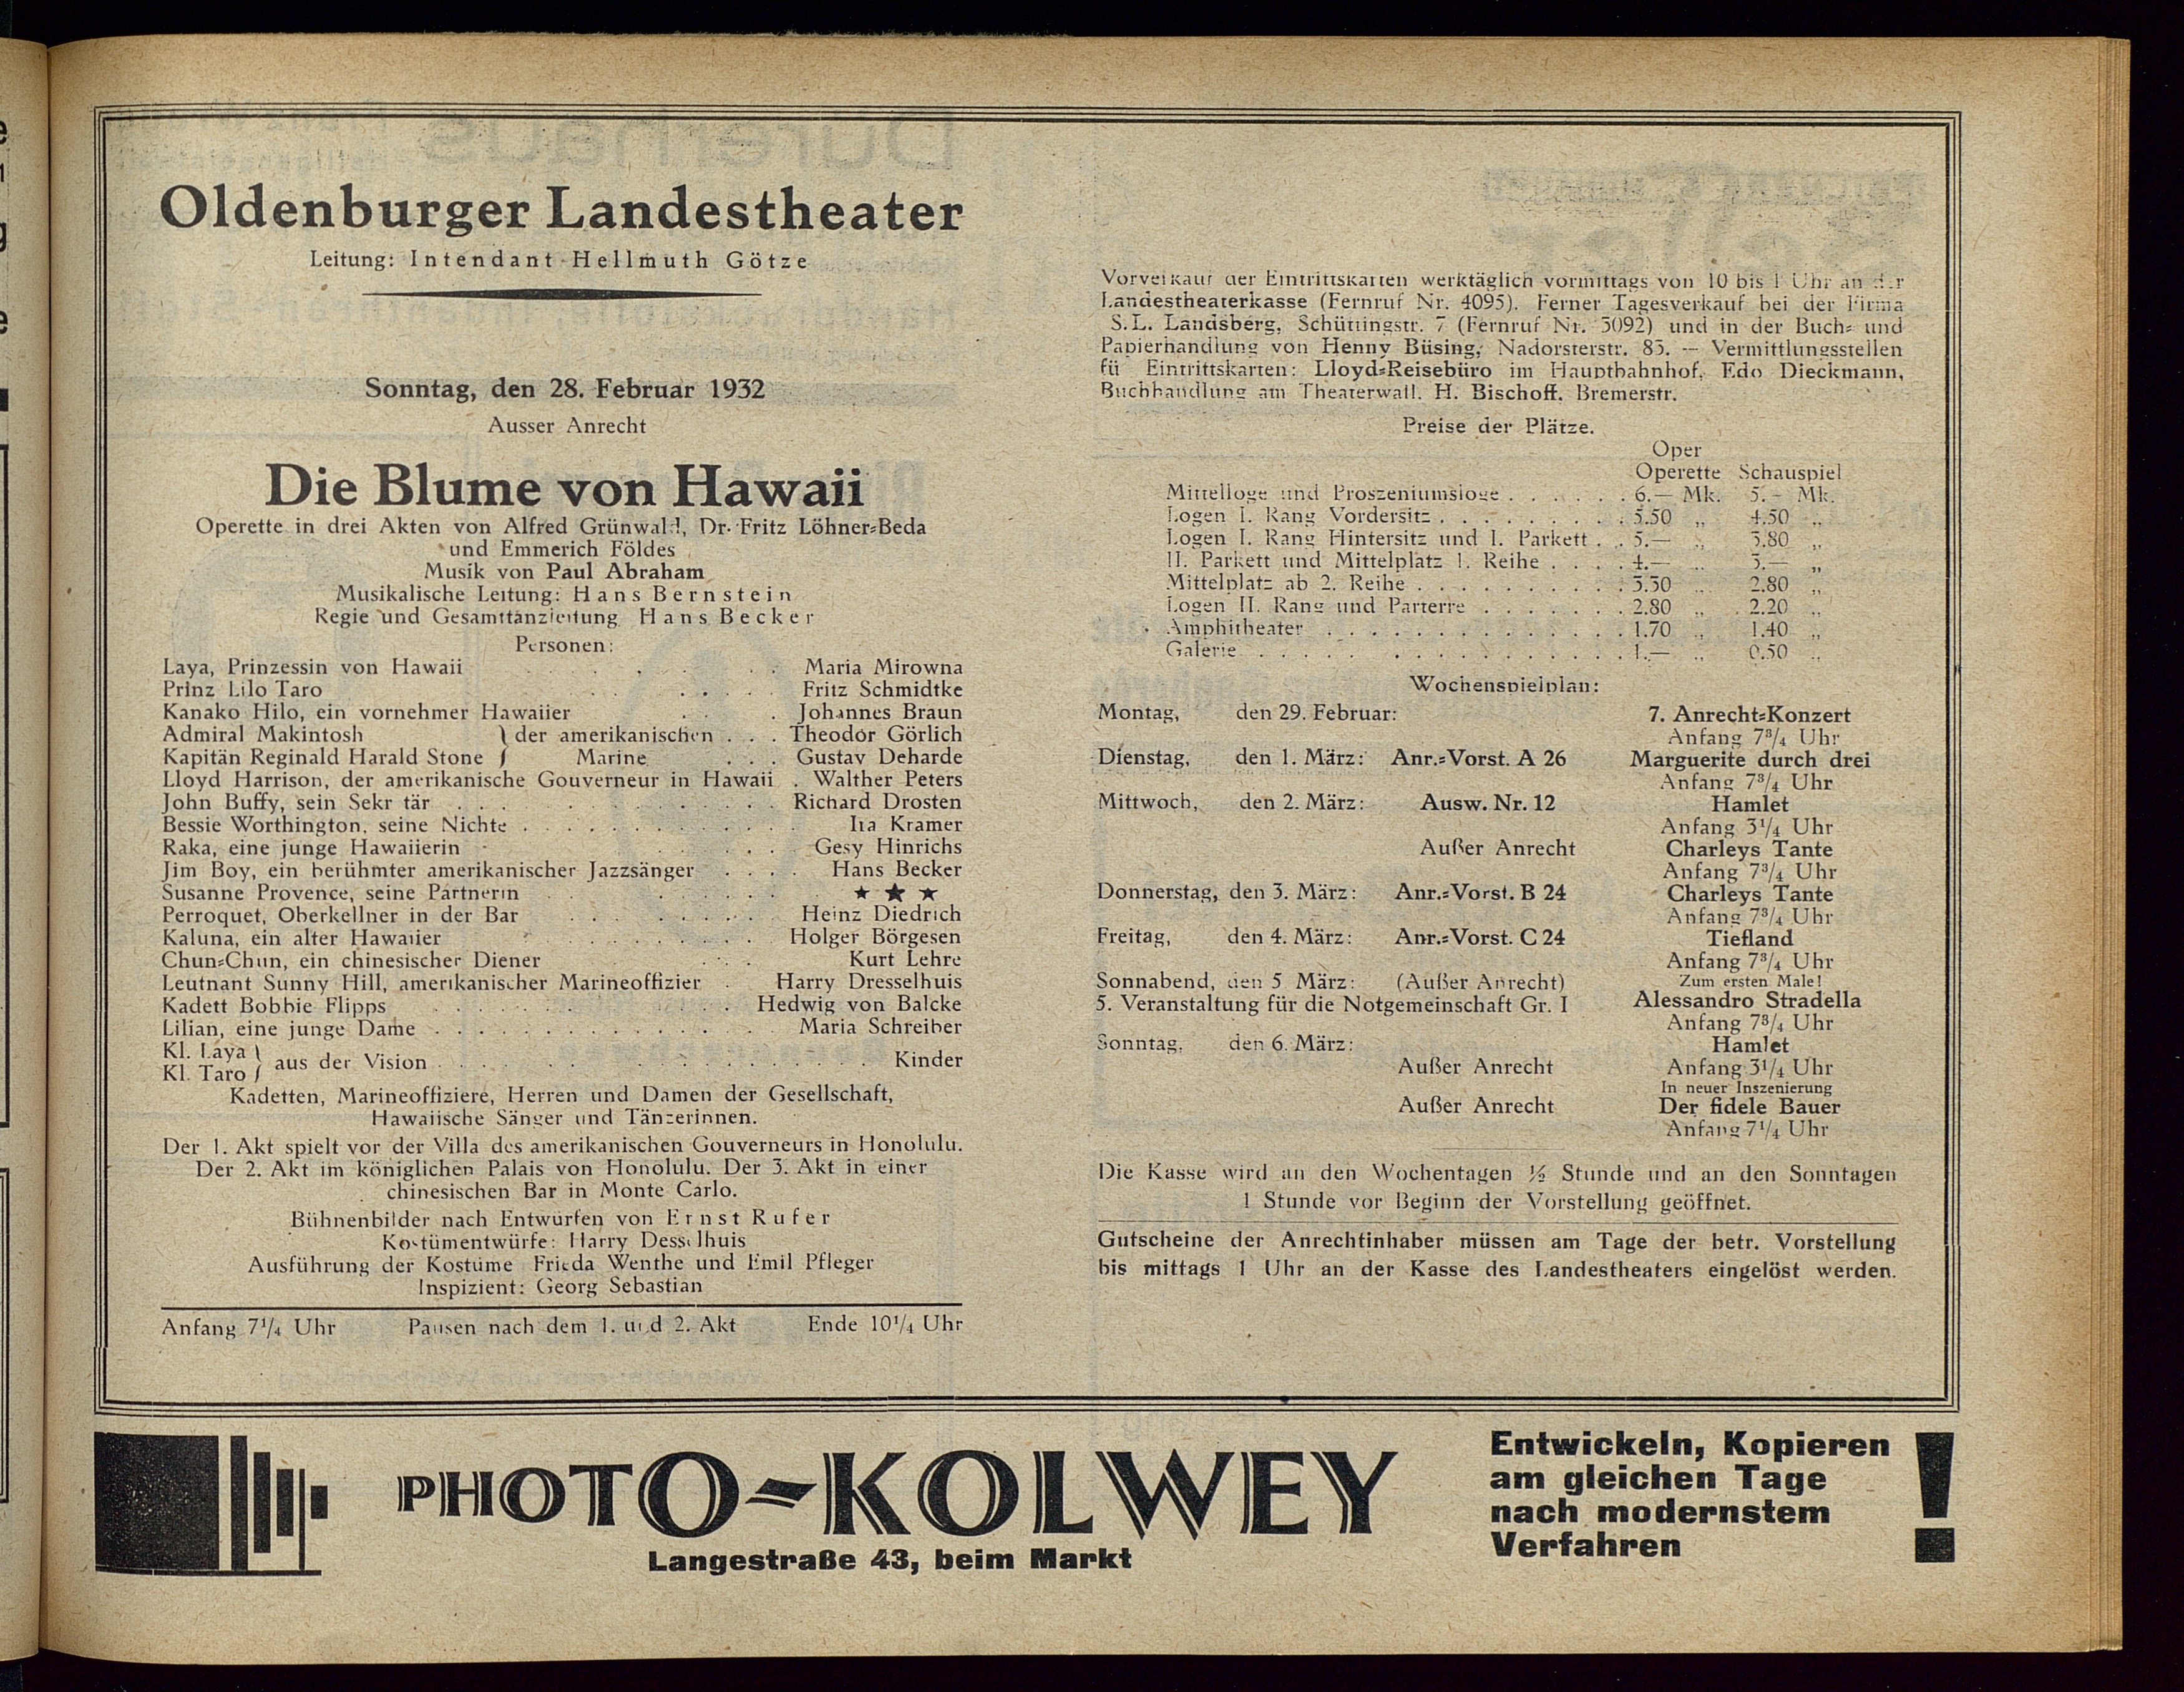 Oldenburger Landestheater
Leitung: Intendant Hellmuth Götze
Sonntag, den 28. Februar 1932
Ausser Anrecht
Die Blume von Hawaii
Operette in drei Akten von Alfred Grünwald, Dr. Fritz Löhner-Beda
und Emmerich Földes
Musik von Paul Abraham
Musikalische Leitung: Hans Bernstein
Regie und Gesamttanzleitung Hans Becker
Personen:
Laya, Prinzessin von Hawaii . . . . Maria Mirowna
Prinz Lilo Taro . . . . . Fritz Schmidtke
Kanako Hilo, ein vornehmer Hawaiier . . Johannes Braun
Admiral Makintosh } der amerikanischen . . . Theodor Görlich
Kapitän Reginald Harald Stone } Marine . . . Gustav Deharde
Lloyd Harrison, der amerikanische Gouverneur in Hawaii . Walther Peters
John Buffy, sein Sekr tär . . . . . . . . . . . . Richard Drosten
Bessie Worthington, seine Nichte . . . . . . . . . . . . . Ita Kramer
Raka, eine junge Hawaiierin . . . . . . Gesy Hinrichs
Jim Boy, ein berühmter amerikanischer Jazzsänger . . . . Hans Becker
Susanne Provence, seine Partnerin . . . . . . . . ★ ★ ★
Perroquet, Oberkellner in der Bar . . . . . . . . Heinz Diedrich
Kaluna, ein alter Hawaiier . . . . . . . . . Holger Börgesen
Chun-Chun, ein chinesischer Diener . . . Kurt Lehre
Leutnant Sunny Hill, amerikanischer Marineoffizier . Harry Dresselhuis
Kadett Bobbie Flipps . . . . . . . . . . Hedwig von Balcke
Lilian, eine junge Dame . . . . . . . . . . . . Maria Schreiber
Kl. Laya }
Kl. Taro } aus der Vision . . . . . . . . . . . . . . Kinder
Kadetten, Marineoffiziere, Herren und Damen der Gesellschaft,
Hawaiische Sänger und Tänzerinnen.
Der 1. Akt spielt vor der Villa des amerikanischen Gouverneurs in Honolulu.
Der 2. Akt im königlichen Palais von Honolulu. Der 3. Akt in einer
chinesischen Bar in Monte Carlo.
Bühnenbilder nach Entwürfen von Ernst Rufer
Kostümentwürfe: Harry Desselhuis
Ausführung der Kostüme Frieda Wenthe und Emil Pfleger
Inspizient: Georg Sebastian
Anfang 7¼ Uhr Pausen nach dem 1. und 2. Akt Ende 10¼ Uhr
Vorverkauf der Eintrittskarten werktäglich vormittags von 10 bis 1 Uhr an der
Landestheaterkasse (Fernruf Nr. 4095). Ferner Tagesverkauf bei der Firma
S. L. Landsberg, Schüttingstr. 7 (Fernruf Nr. 5092) und in der Buch- und
Papierhandlung von Henny Büsing, Nadorsterstr. 85. — Vermittlungsstellen
fü Eintrittskarten: Lloyd-Reisebüro im Hauptbahnhof, Edo Dieckmann,
Buchhandlung am Theaterwall. H. Bischoff, Bremerstr.
Preise der Plätze.
Oper
Operette Schauspiel
Mittelloge und Proszeniumsloge . . . . . . 6.— Mk. 5.— Mk.
Logen I. Rang Vordersitz . . . . . . . . . 5.50 „ 4.50 „
Logen I. Rang Hintersitz und I. Parkett . . 5.— „ 3.80 „
II. Parkett und Mittelplatz 1. Reihe . . . . 4.— „ 3.— „
Mittelplatz ab 2. Reihe . . . . . . . . . . 3.30 „ 2.80 „
Logen II. Rang und Parterre . . . . . . . 2.80 „ 2.20 „
Amphitheater . . . . . . . . . . . . . . 1.70 „ 1.40 „
Galerie . . . . . . . . . . . . . . . . 1.— „ 0.50 „
Wochenspielplan:
Montag, den 29. Februar: 7. Anrecht-Konzert
Anfang 7¾ Uhr
Dienstag, den 1. März: Anr.-Vorst. A 26 Marguerite durch drei
Anfang 7¾ Uhr
Mittwoch, den 2. März: Ausw. Nr. 12 Hamlet
Anfang 3¼ Uhr
Außer Anrecht Charleys Tante
Anfang 7¾ Uhr
Donnerstag, den 3. März: Anr.-Vorst. B 24 Charleys Tante
Anfang 7¾ Uhr
Freitag, den 4. März: Anr.-Vorst. C 24 Tiefland
Anfang 7¾ Uhr
Sonnabend, den 5 März: (Außer Anrecht) Zum ersten Male!
5. Veranstaltung für die Notgemeinschaft Gr. I Alessandro Stradella
Anfang 7¾ Uhr
Sonntag, den 6. März: Hamlet
Außer Anrecht Anfang 3¼ Uhr
In neuer Inszenierung
Außer Anrecht Der fidele Bauer
Anfang 7¼ Uhr
Die Kasse wird an den Wochentagen ½ Stunde und an den Sonntagen
1 Stunde vor Beginn der Vorstellung geöffnet.
Gutscheine der Anrechtinhaber müssen am Tage der betr. Vorstellung
bis mittags 1 Uhr an der Kasse des Landestheaters eingelöst werden.
PHOTO-KOLWEY
Langestraße 43, beim Markt
Entwickeln, Kopieren
am gleichen Tage
nach modernstem
Verfahren !